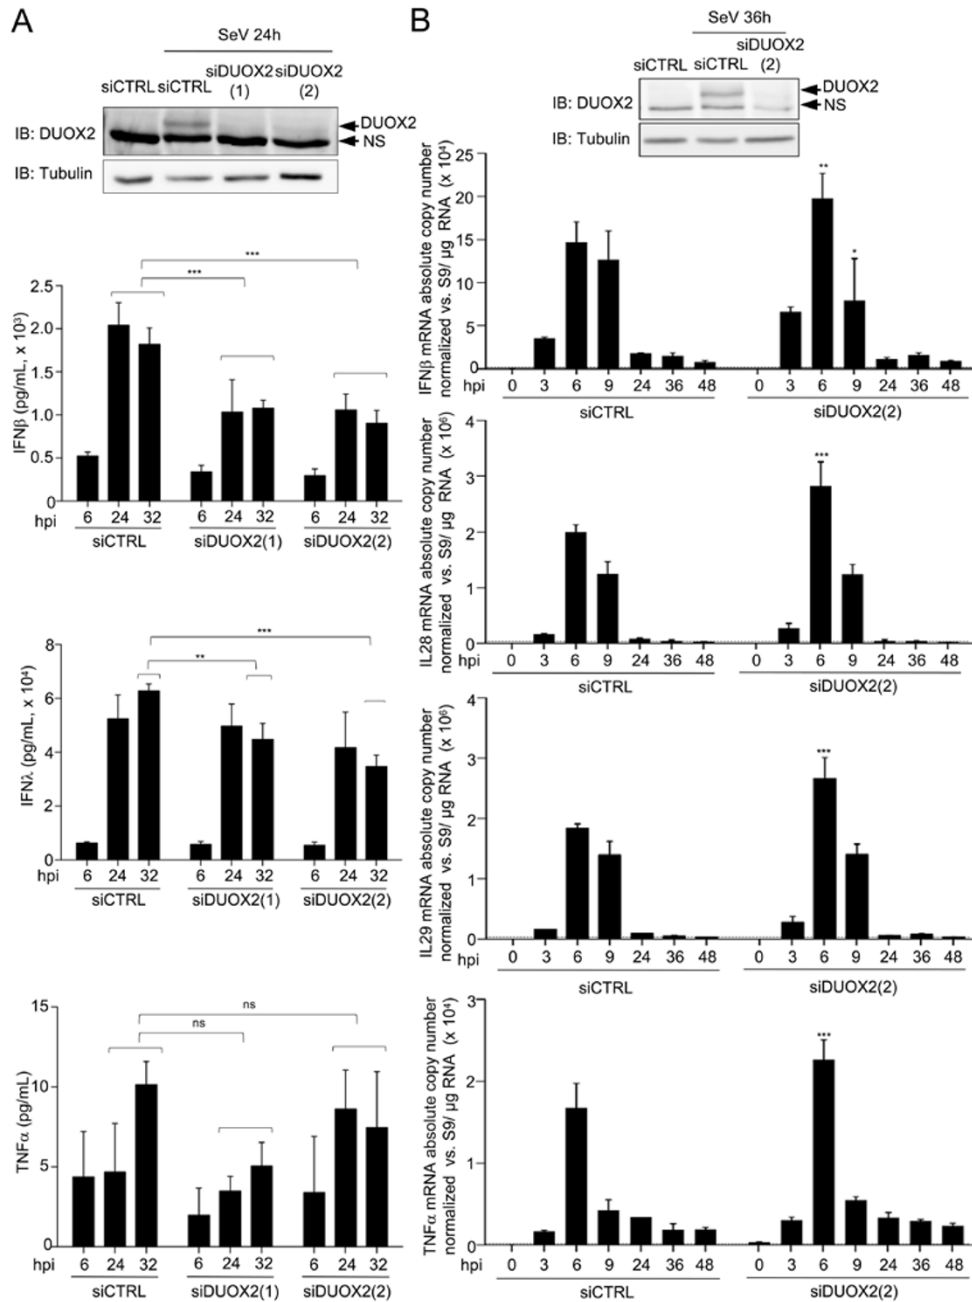 A
SeV 24h
siCTRL siCTRL siDUOX2 (1) siDUOX2 (2)
IB: DUOX2
DUOX2
NS
IB: Tubulin
***
***
IFNβ (pg/mL, x 10³)
2.5
2.0
1.5
1.0
0.5
0
hpi 6 24 32 6 24 32 6 24 32
siCTRL siDUOX2(1) siDUOX2(2)
***
**
IFNλ (pg/mL, x 10⁴)
8
6
4
2
0
hpi 6 24 32 6 24 32 6 24 32
siCTRL siDUOX2(1) siDUOX2(2)
ns
ns
TNFα (pg/mL)
15
10
5
0
hpi 6 24 32 6 24 32 6 24 32
siCTRL siDUOX2(1) siDUOX2(2)
B
SeV 36h
siCTRL siCTRL siDUOX2 (2)
IB: DUOX2
DUOX2
NS
IB: Tubulin
IFNβ mRNA absolute copy number
normalized vs. S9/ μg RNA (x 10⁴)
25
20
15
10
5
0
**
*
hpi 0 3 6 9 24 36 48 0 3 6 9 24 36 48
siCTRL siDUOX2(2)
IL28 mRNA absolute copy number
normalized vs. S9/ μg RNA (x 10⁶)
4
3
2
1
0
***
hpi 0 3 6 9 24 36 48 0 3 6 9 24 36 48
siCTRL siDUOX2(2)
IL29 mRNA absolute copy number
normalized vs. S9/ μg RNA (x 10⁶)
4
3
2
1
0
***
hpi 0 3 6 9 24 36 48 0 3 6 9 24 36 48
siCTRL siDUOX2(2)
TNFα mRNA absolute copy number
normalized vs. S9/ μg RNA (x 10⁴)
3
2
1
0
***
hpi 0 3 6 9 24 36 48 0 3 6 9 24 36 48
siCTRL siDUOX2(2)